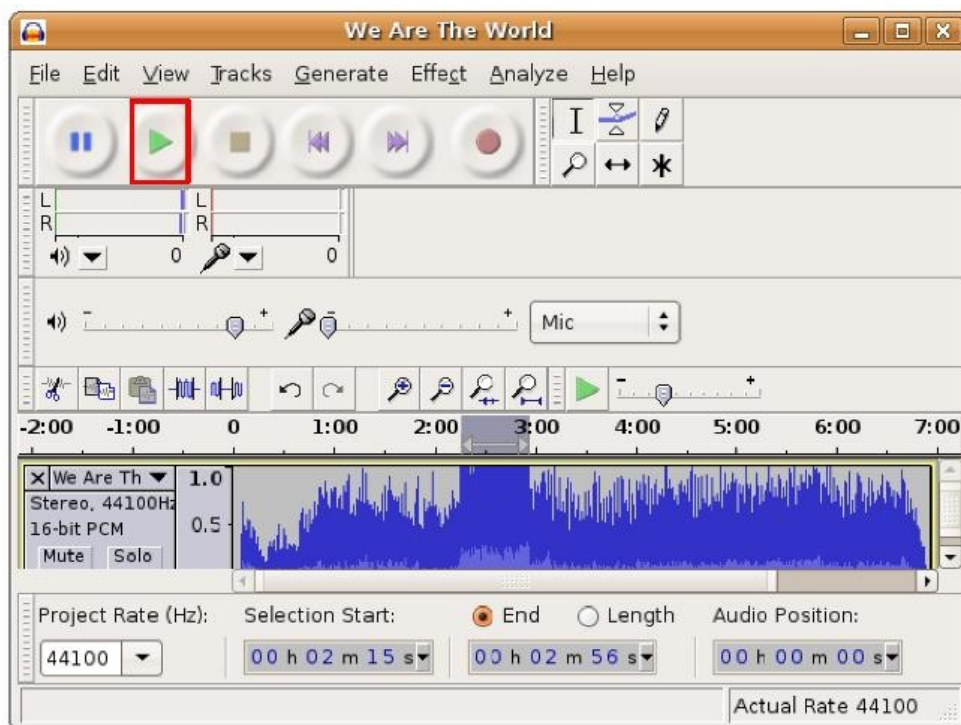 We Are The World
File Edit View Tracks Generate Effect Analyze Help
L L
R R
0 0
- + - +
Mic
- +
-2:00 -1:00 0 1:00 2:00 3:00 4:00 5:00 6:00 7:00
We Are Th 1.0
Stereo, 44100Hz
16-bit PCM 0.5
Mute Solo
Project Rate (Hz): Selection Start: End Length Audio Position:
44100 00 h 02 m 15 s 00 h 02 m 56 s 00 h 00 m 00 s
Actual Rate 44100